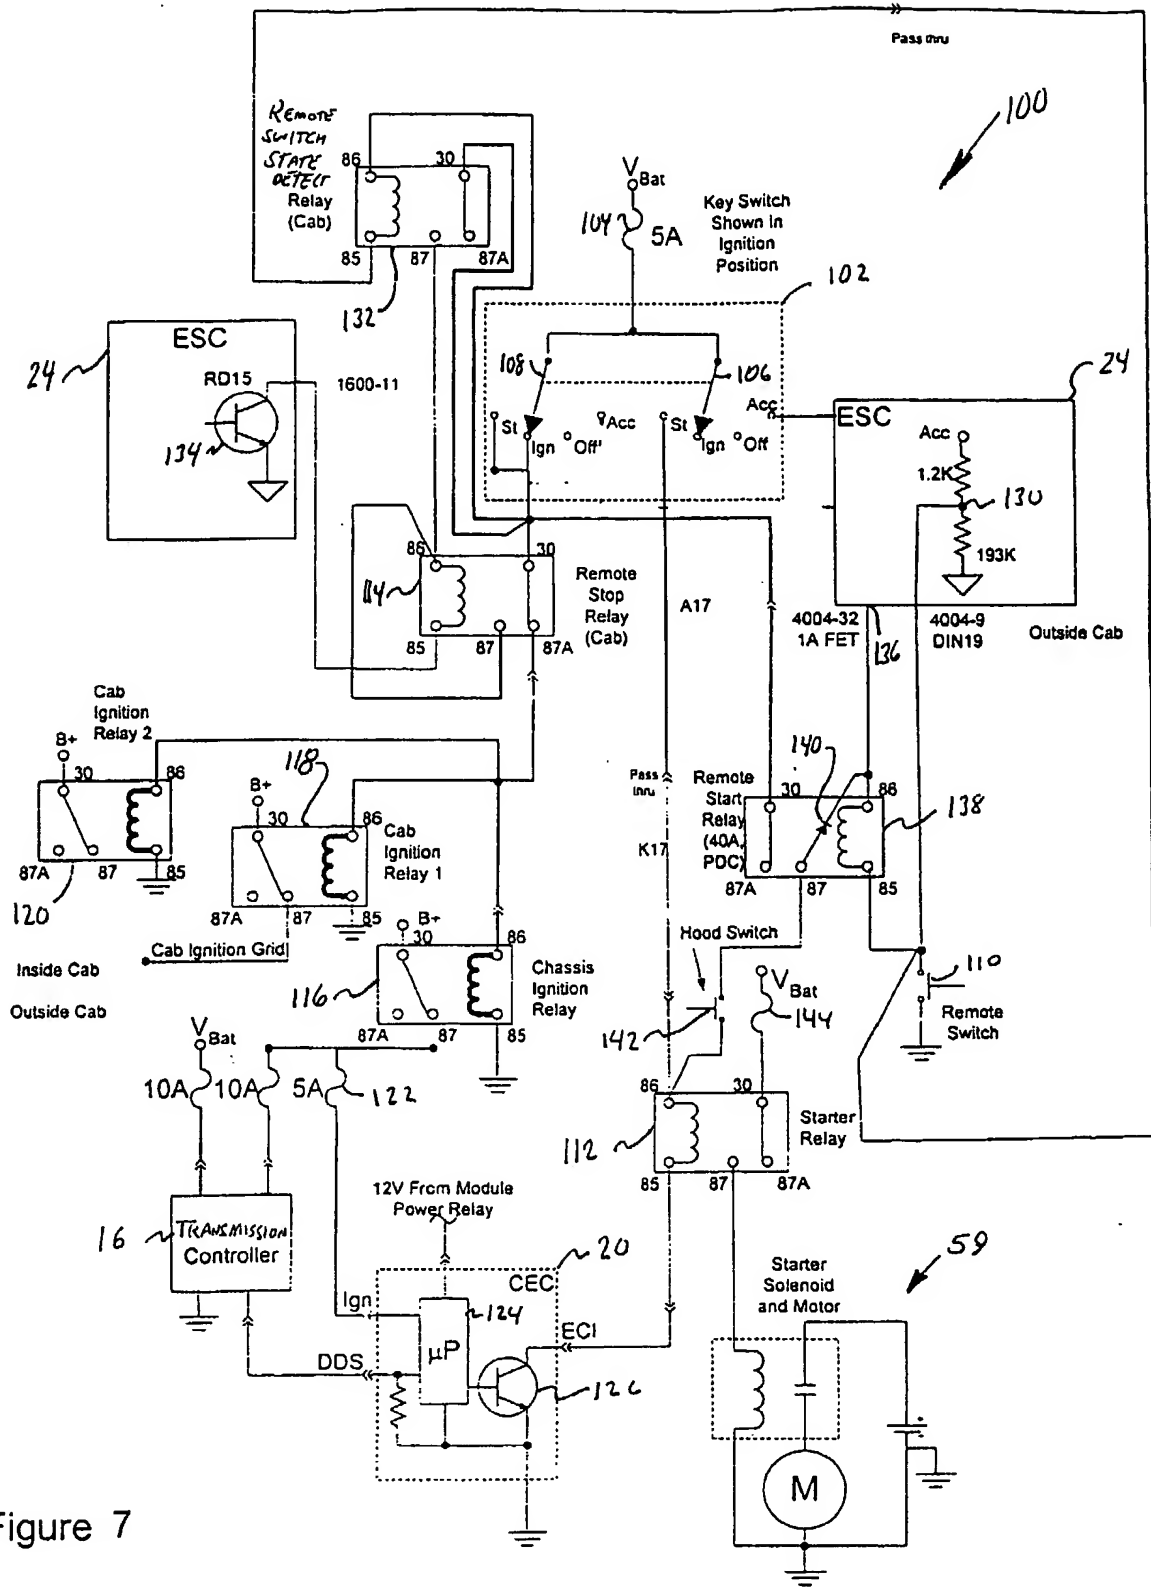 Pass thru
100
REMOTE
SWITCH
STATE
DETECT
Relay
(Cab)
86
30
85
87
87A
132
V Bat
104
5A
Key Switch
Shown In
Ignition
Position
102
108
106
St
Ign
Off
Acc
St
Ign
Off
Acc
24
ESC
RD15
134
1600-11
24
ESC
Acc
1.2K
130
193K
4004-32
1A FET
136
4004-9
DIN19
Outside Cab
86
30
114
85
87
87A
Remote
Stop
Relay
(Cab)
A17
Cab
Ignition
Relay 2
B+
30
86
87A
87
85
120
118
B+
30
86
87A
87
85
Cab
Ignition
Relay 1
Cab Ignition Grid
Inside Cab
Outside Cab
B+
30
86
116
87A
87
85
Chassis
Ignition
Relay
Pass
thru
K17
Remote
Start
Relay
(40A,
PDC)
140
30
86
138
87A
87
85
Hood Switch
142
V Bat
144
110
Remote
Switch
V Bat
10A
10A
5A
122
86
30
112
85
87
87A
Starter
Relay
16
TRANSMISSION
Controller
12V From Module
Power Relay
20
CEC
Ign
124
µP
DDS
ECI
126
59
Starter
Solenoid
and Motor
M
Figure 7